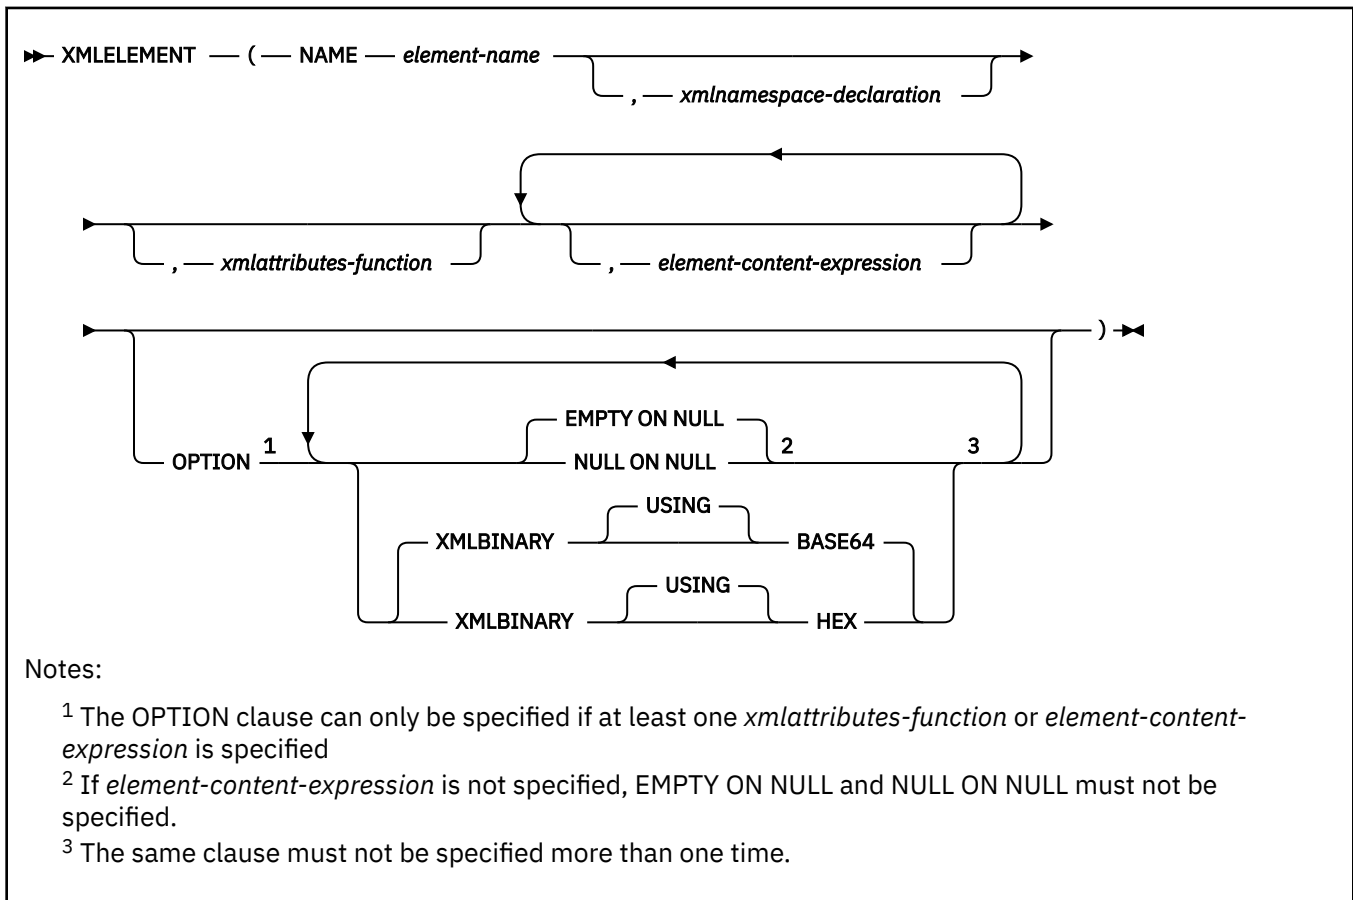 XMLELEMENT ( NAME element-name
, xmlnamespace-declaration
, xmlattributes-function , element-content-expression
)
EMPTY ON NULL
OPTION 1 NULL ON NULL 2 3
USING
XMLBINARY BASE64
USING
XMLBINARY HEX
Notes:
1 The OPTION clause can only be specified if at least one xmlattributes-function or element-content-
expression is specified
2 If element-content-expression is not specified, EMPTY ON NULL and NULL ON NULL must not be
specified.
3 The same clause must not be specified more than one time.